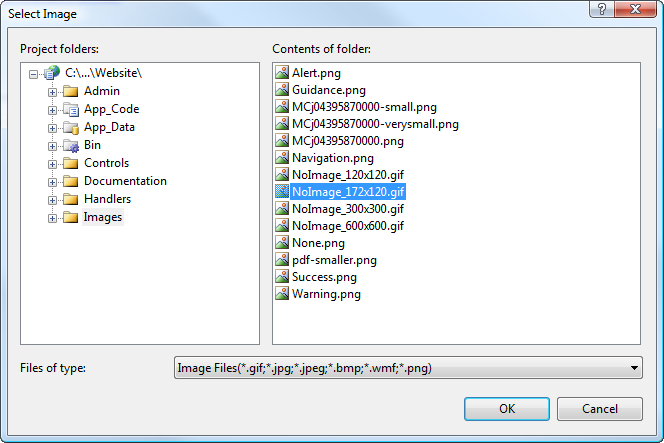 Select Image
Project folders:
C:\...\Website\
Admin
App_Code
App_Data
Bin
Controls
Documentation
Handlers
Images
Contents of folder:
Alert.png
Guidance.png
MCj04395870000-small.png
MCj04395870000-verysmall.png
MCj04395870000.png
Navigation.png
NoImage_120x120.gif
NoImage_172x120.gif
NoImage_300x300.gif
NoImage_600x600.gif
None.png
pdf-smaller.png
Success.png
Warning.png
Files of type:
Image Files(*.gif;*.jpg;*.jpeg;*.bmp;*.wmf;*.png)
OK
Cancel